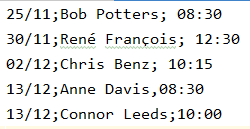 25/11;Bob Potters; 08:30
30/11;René François; 12:30
02/12;Chris Benz; 10:15
13/12;Anne Davis,08:30
13/12;Connor Leeds;10:00